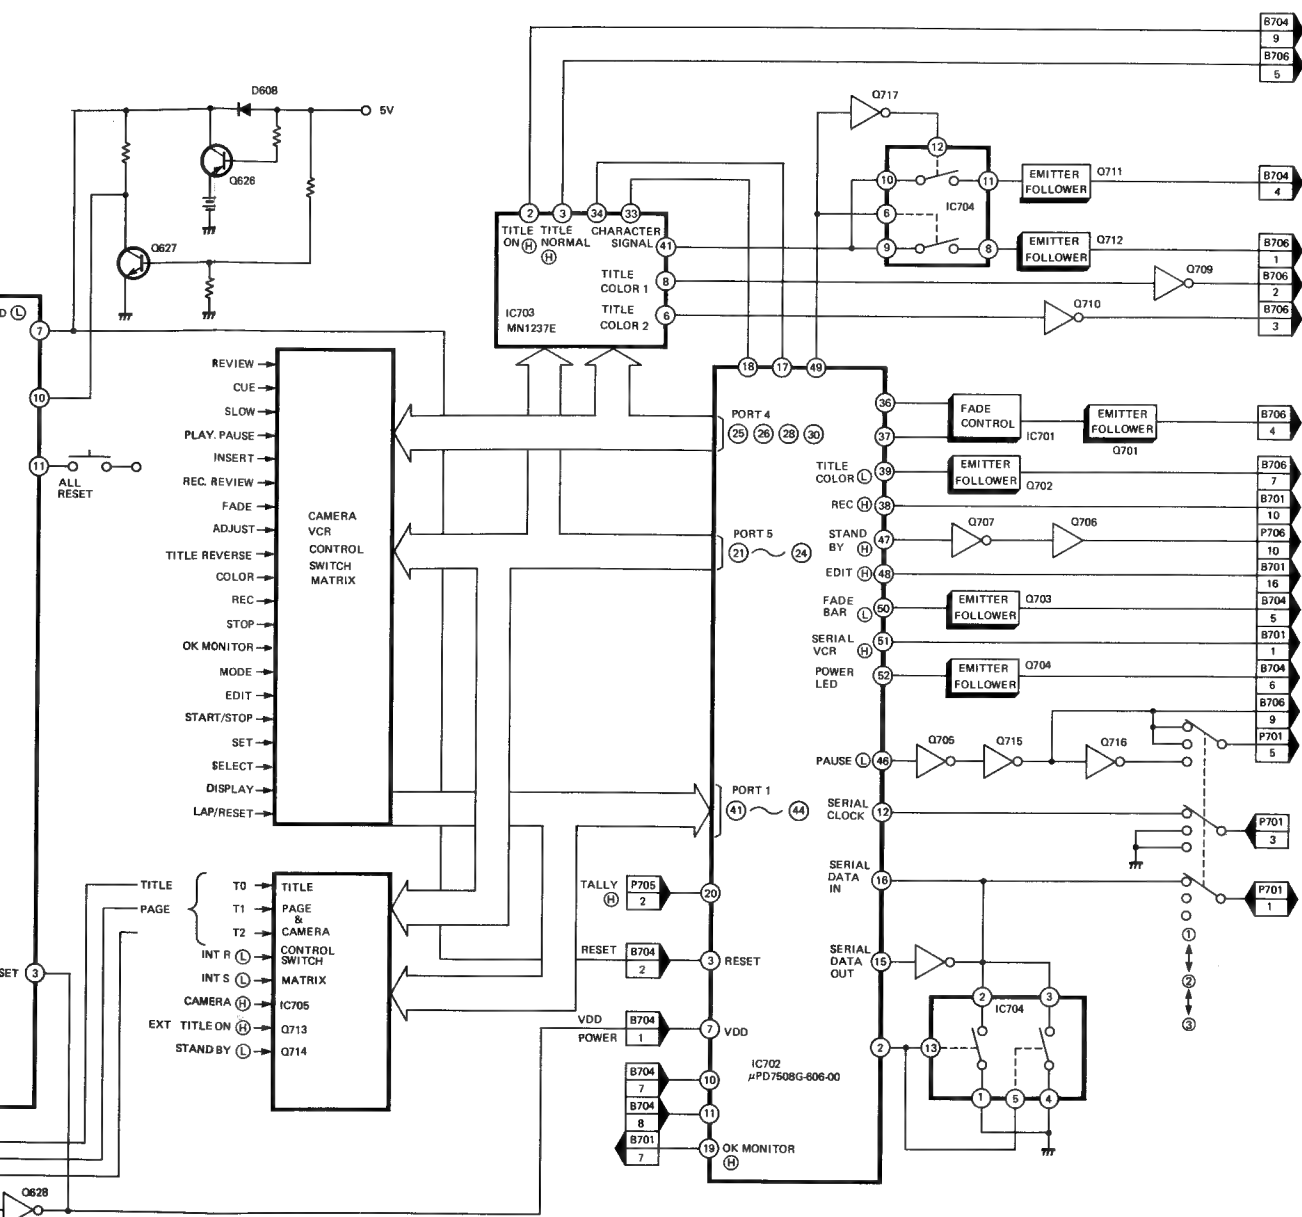 B704
9
B706
5
D608
5V
Q626
Q627
Q717
12
10
11
IC704
6
9
8
EMITTER
FOLLOWER
Q711
B704
4
EMITTER
FOLLOWER
Q712
B706
1
Q709
B706
2
Q710
B706
3
2
3
34
33
TITLE
ON H
TITLE
NORMAL
H
CHARACTER
SIGNAL
41
TITLE
COLOR 1
8
TITLE
COLOR 2
6
IC703
MN1237E
D L
7
10
11
ALL
RESET
SET
3
REVIEW
CUE
SLOW
PLAY. PAUSE
INSERT
REC. REVIEW
FADE
ADJUST
TITLE REVERSE
COLOR
REC
STOP
OK MONITOR
MODE
EDIT
START/STOP
SET
SELECT
DISPLAY
LAP/RESET
CAMERA
VCR
CONTROL
SWITCH
MATRIX
18
17
49
PORT 4
25 26 28 30
PORT 5
21 24
PORT 1
41 44
36
37
FADE
CONTROL
IC701
EMITTER
FOLLOWER
Q701
B706
4
TITLE
COLOR L
39
EMITTER
FOLLOWER
Q702
B706
7
REC H
38
B701
10
STAND
BY H
47
Q707
Q706
P706
10
EDIT H
48
B701
16
FADE
BAR L
50
EMITTER
FOLLOWER
Q703
B704
5
SERIAL
VCR H
51
B701
1
POWER
LED
52
EMITTER
FOLLOWER
Q704
B704
6
B706
9
PAUSE L
46
Q705
Q715
Q716
P701
5
SERIAL
CLOCK
12
P701
3
SERIAL
DATA
IN
16
P701
1
1
2
3
SERIAL
DATA
OUT
15
2
3
IC704
2
13
1
5
4
TITLE
PAGE
T0
T1
T2
INT R L
INT S L
CAMERA H
EXT TITLE ON H
STAND BY L
TITLE
PAGE
&
CAMERA
CONTROL
SWITCH
MATRIX
IC705
Q713
Q714
TALLY
H
P705
2
20
RESET
B704
2
3
RESET
VDD
POWER
B704
1
7
VDD
IC702
μPD7508G-606-00
B704
7
10
B704
8
11
B701
7
19
OK MONITOR
H
Q628